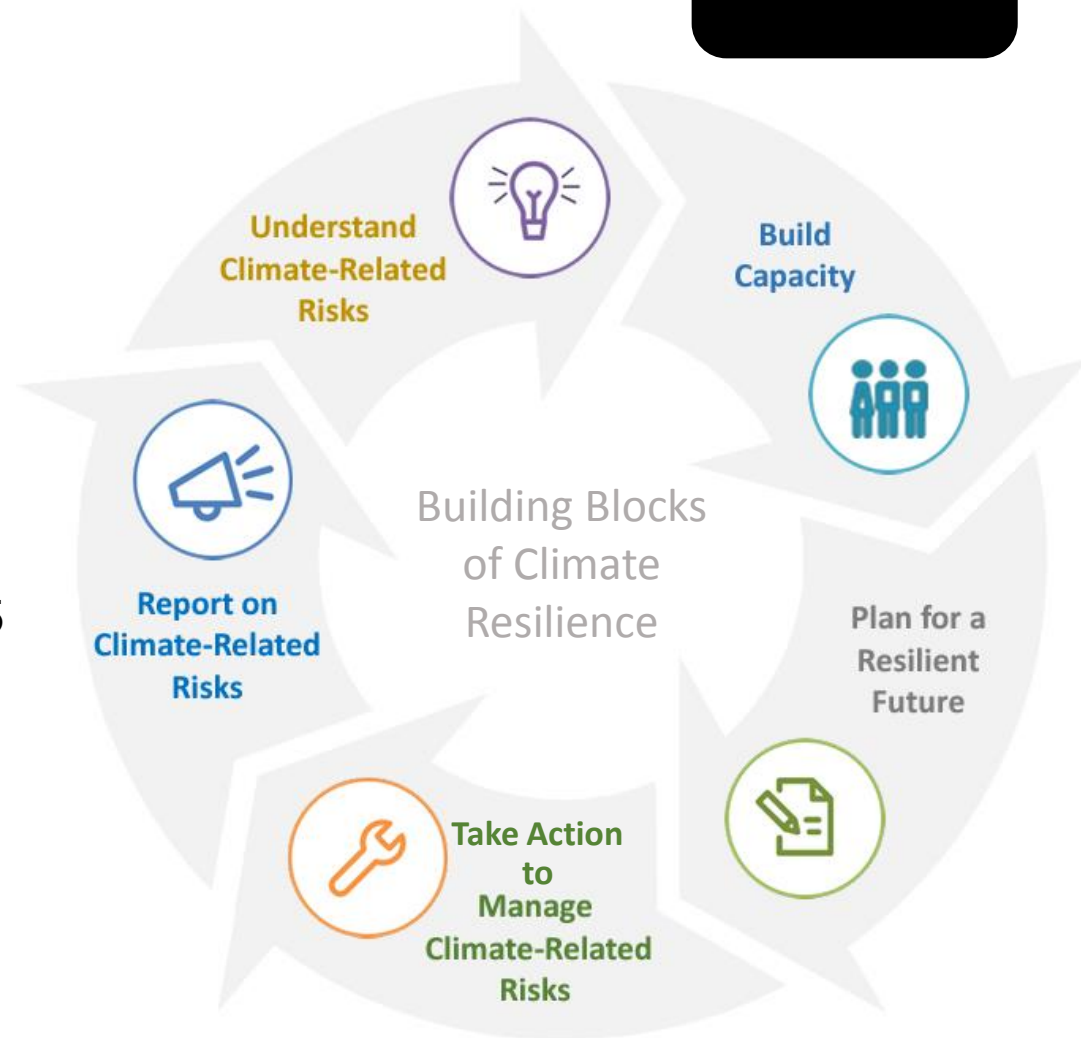 Understand
Climate-Related
Risks
Build
Capacity
Building Blocks
of Climate
Resilience
Plan for a
Resilient
Future
Take Action
to
Manage
Climate-Related
Risks
Report on
Climate-Related
Risks